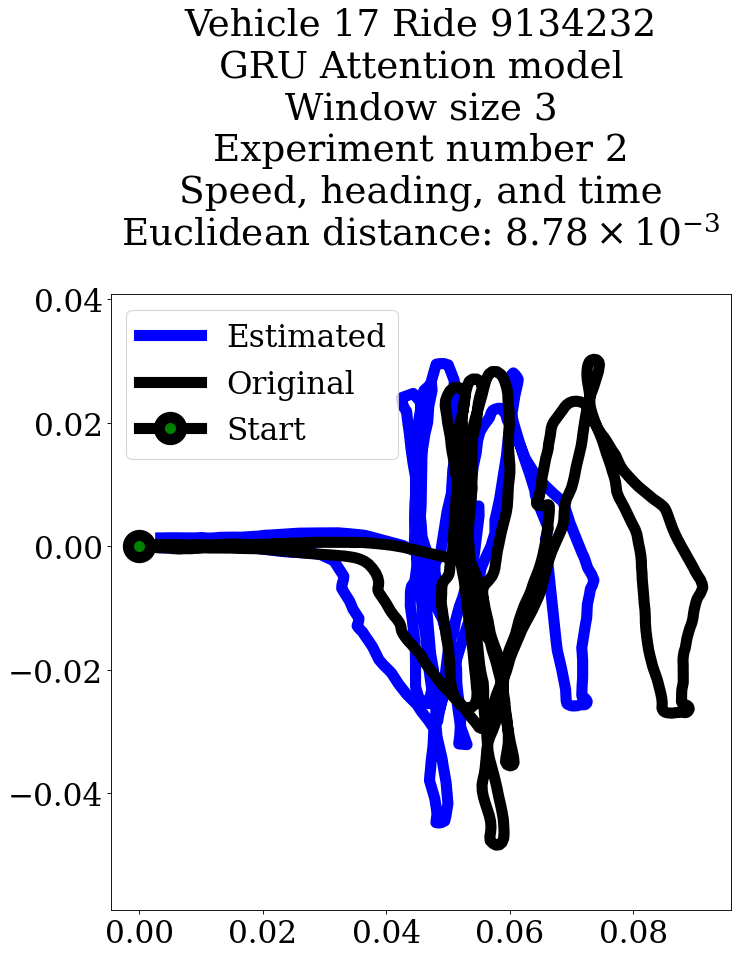 Vehicle 17 Ride 9134232
GRU Attention model
Window size 3
Experiment number 2
Speed, heading, and time
Euclidean distance: 8.78 × 10⁻³
Estimated
Original
Start
0.04
0.02
0.00
−0.02
−0.04
0.00 0.02 0.04 0.06 0.08